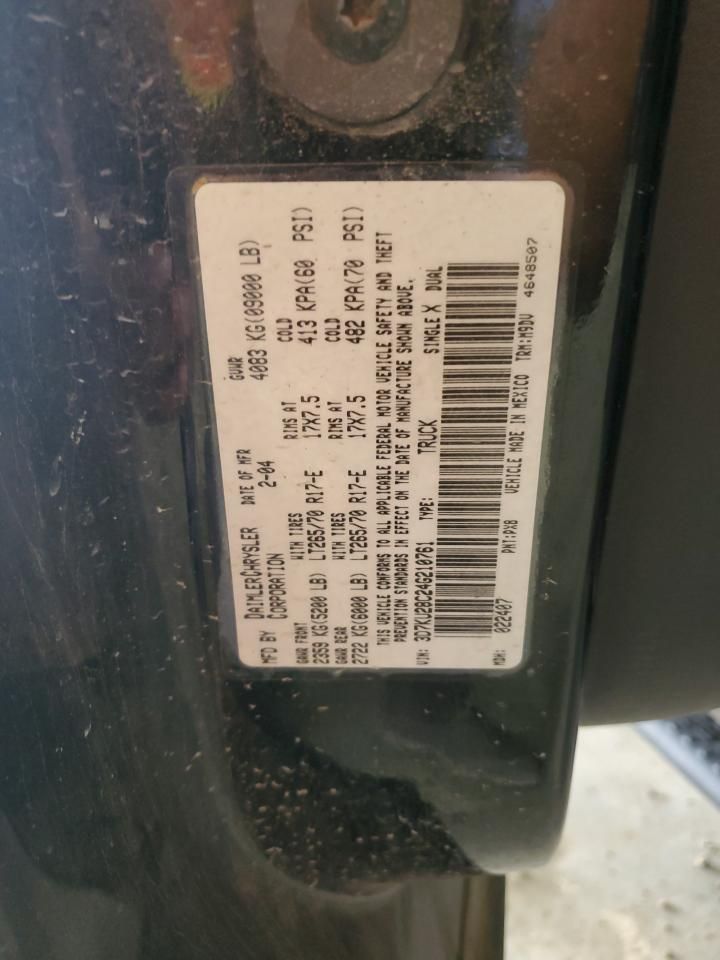 MFD BY DAIMLERCHRYSLER CORPORATION DATE OF MFR 2-04 GVWR 4083 KG(09000 LB)
GAWR FRONT WITH TIRES RIMS AT COLD
2359 KG(5200 LB) LT265/70 R17-E 17X7.5 413 KPA(60 PSI)
GAWR REAR WITH TIRES RIMS AT COLD
2722 KG(6000 LB) LT265/70 R17-E 17X7.5 482 KPA(70 PSI)
THIS VEHICLE CONFORMS TO ALL APPLICABLE FEDERAL MOTOR VEHICLE SAFETY AND THEFT
PREVENTION STANDARDS IN EFFECT ON THE DATE OF MANUFACTURE SHOWN ABOVE.
VIN: 3D7KU28C24G210761 TYPE: TRUCK SINGLE X DUAL
MDH: 022407 PNT:PXB VEHICLE MADE IN MEXICO TRM:M9DV 4648507